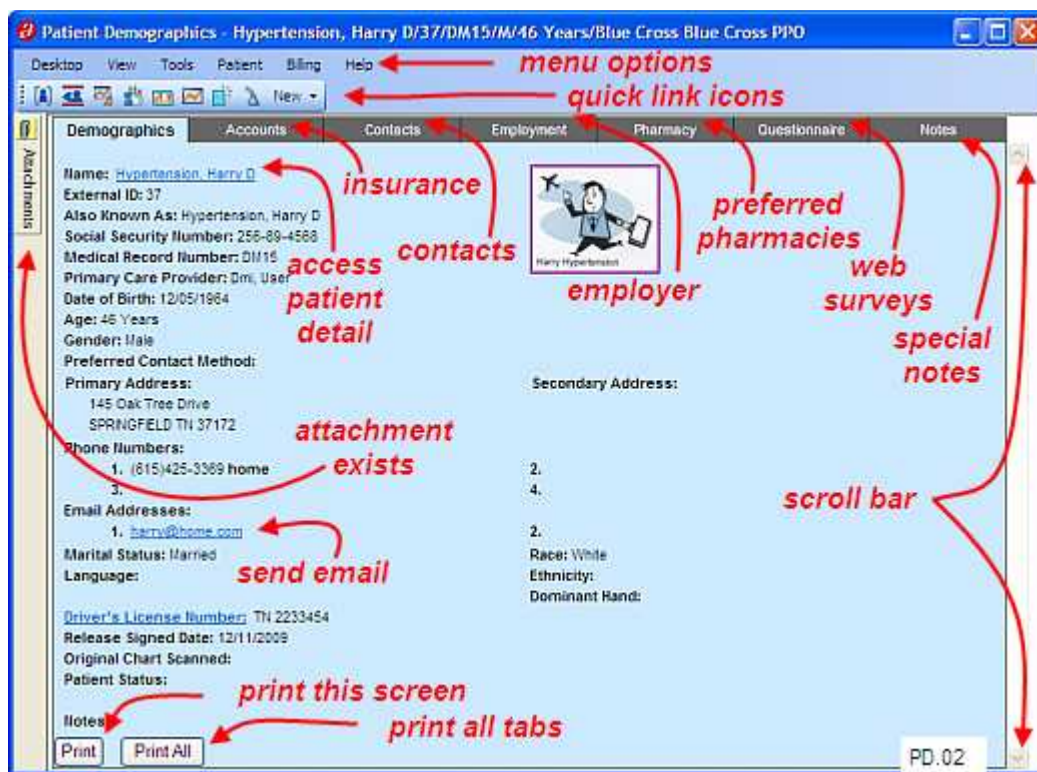 Patient Demographics - Hypertension, Harry D/37/DM15/M/46 Years/Blue Cross Blue Cross PPO
Desktop View Tools Patient Billing Help
menu options
New
quick link icons
Demographics Accounts Contacts Employment Pharmacy Questionnaire Notes
Attachments
Name: Hypertension, Harry D
insurance
External ID: 37
Also Known As: Hypertension, Harry D
preferred
pharmacies
Social Security Number: 256-89-4568
contacts
Medical Record Number: DM15
Harry Hypertension
access
patient
detail
web
surveys
Primary Care Provider: Dmi, User
employer
Date of Birth: 12/05/1964
Age: 46 Years
special
notes
Gender: Male
Preferred Contact Method:
Primary Address: Secondary Address:
145 Oak Tree Drive
SPRINGFIELD TN 37172
attachment
exists
Phone Numbers:
1. (615)425-3369 home 2.
3. 4.
scroll bar
Email Addresses:
1. harry@home.com 2.
send email
Marital Status: Married Race: White
Language: Ethnicity:
Dominant Hand:
Driver's License Number: TN 2233454
Release Signed Date: 12/11/2009
Original Chart Scanned:
Patient Status:
print this screen
Notes
print all tabs
Print Print All
PD.02